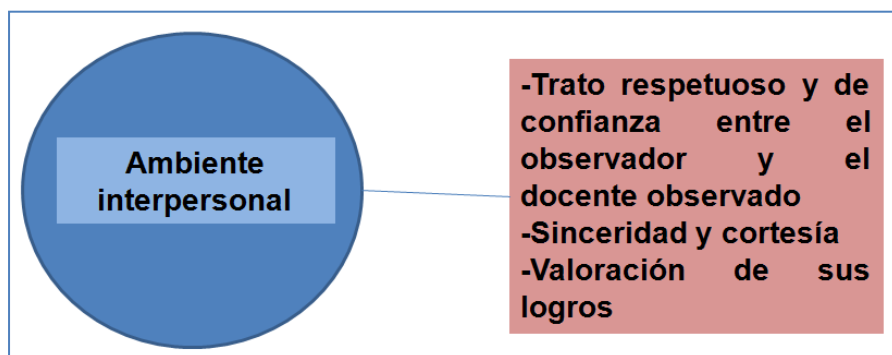 Ambiente
interpersonal
-Trato respetuoso y de
confianza entre el
observador y el
docente observado
-Sinceridad y cortesía
-Valoración de sus
logros